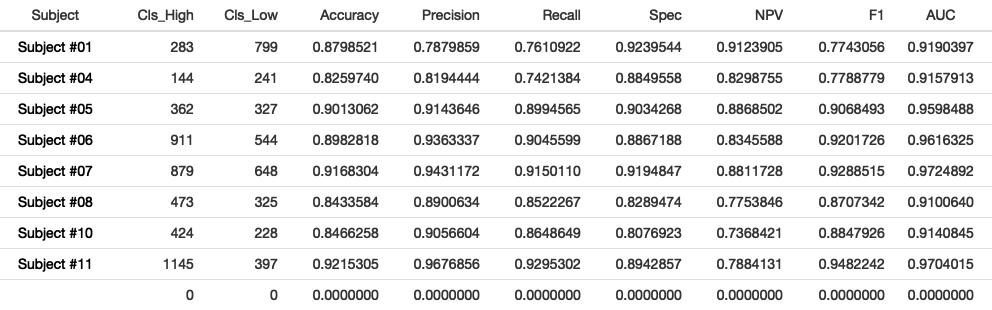 Subject Cls_High Cls_Low Accuracy Precision Recall Spec NPV F1 AUC
Subject #01 283 799 0.8798521 0.7879859 0.7610922 0.9239544 0.9123905 0.7743056 0.9190397
Subject #04 144 241 0.8259740 0.8194444 0.7421384 0.8849558 0.8298755 0.7788779 0.9157913
Subject #05 362 327 0.9013062 0.9143646 0.8994565 0.9034268 0.8868502 0.9068493 0.9598488
Subject #06 911 544 0.8982818 0.9363337 0.9045599 0.8867188 0.8345588 0.9201726 0.9616325
Subject #07 879 648 0.9168304 0.9431172 0.9150110 0.9194847 0.8811728 0.9288515 0.9724892
Subject #08 473 325 0.8433584 0.8900634 0.8522267 0.8289474 0.7753846 0.8707342 0.9100640
Subject #10 424 228 0.8466258 0.9056604 0.8648649 0.8076923 0.7368421 0.8847926 0.9140845
Subject #11 1145 397 0.9215305 0.9676856 0.9295302 0.8942857 0.7884131 0.9482242 0.9704015
0 0 0.0000000 0.0000000 0.0000000 0.0000000 0.0000000 0.0000000 0.0000000